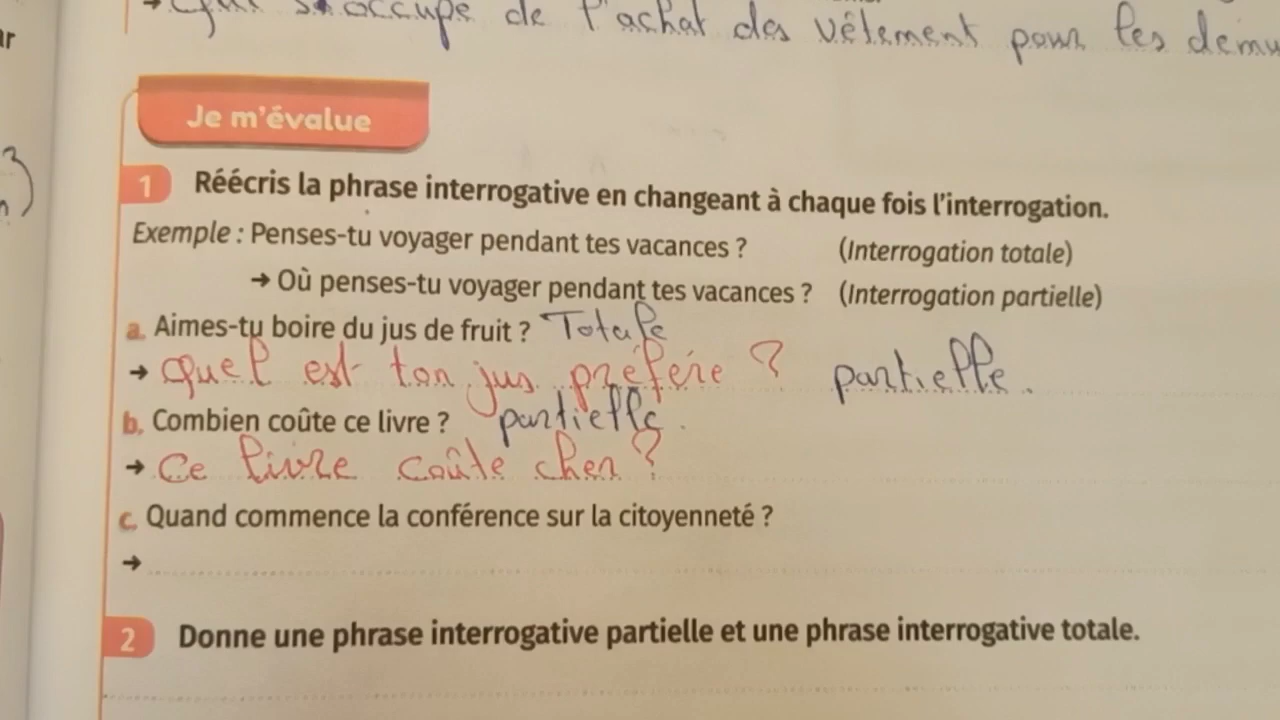 → Qui s'occupe de l'achat des vêtement pour les dému
Je m'évalue
1 Réécris la phrase interrogative en changeant à chaque fois l'interrogation.
Exemple : Penses-tu voyager pendant tes vacances ? (Interrogation totale)
→ Où penses-tu voyager pendant tes vacances ? (Interrogation partielle)
a. Aimes-tu boire du jus de fruit ? Totale
→ quel est ton jus préféré ? partielle.
b. Combien coûte ce livre ? partielle.
→ Ce livre coûte cher ?
c. Quand commence la conférence sur la citoyenneté ?
→
2 Donne une phrase interrogative partielle et une phrase interrogative totale.